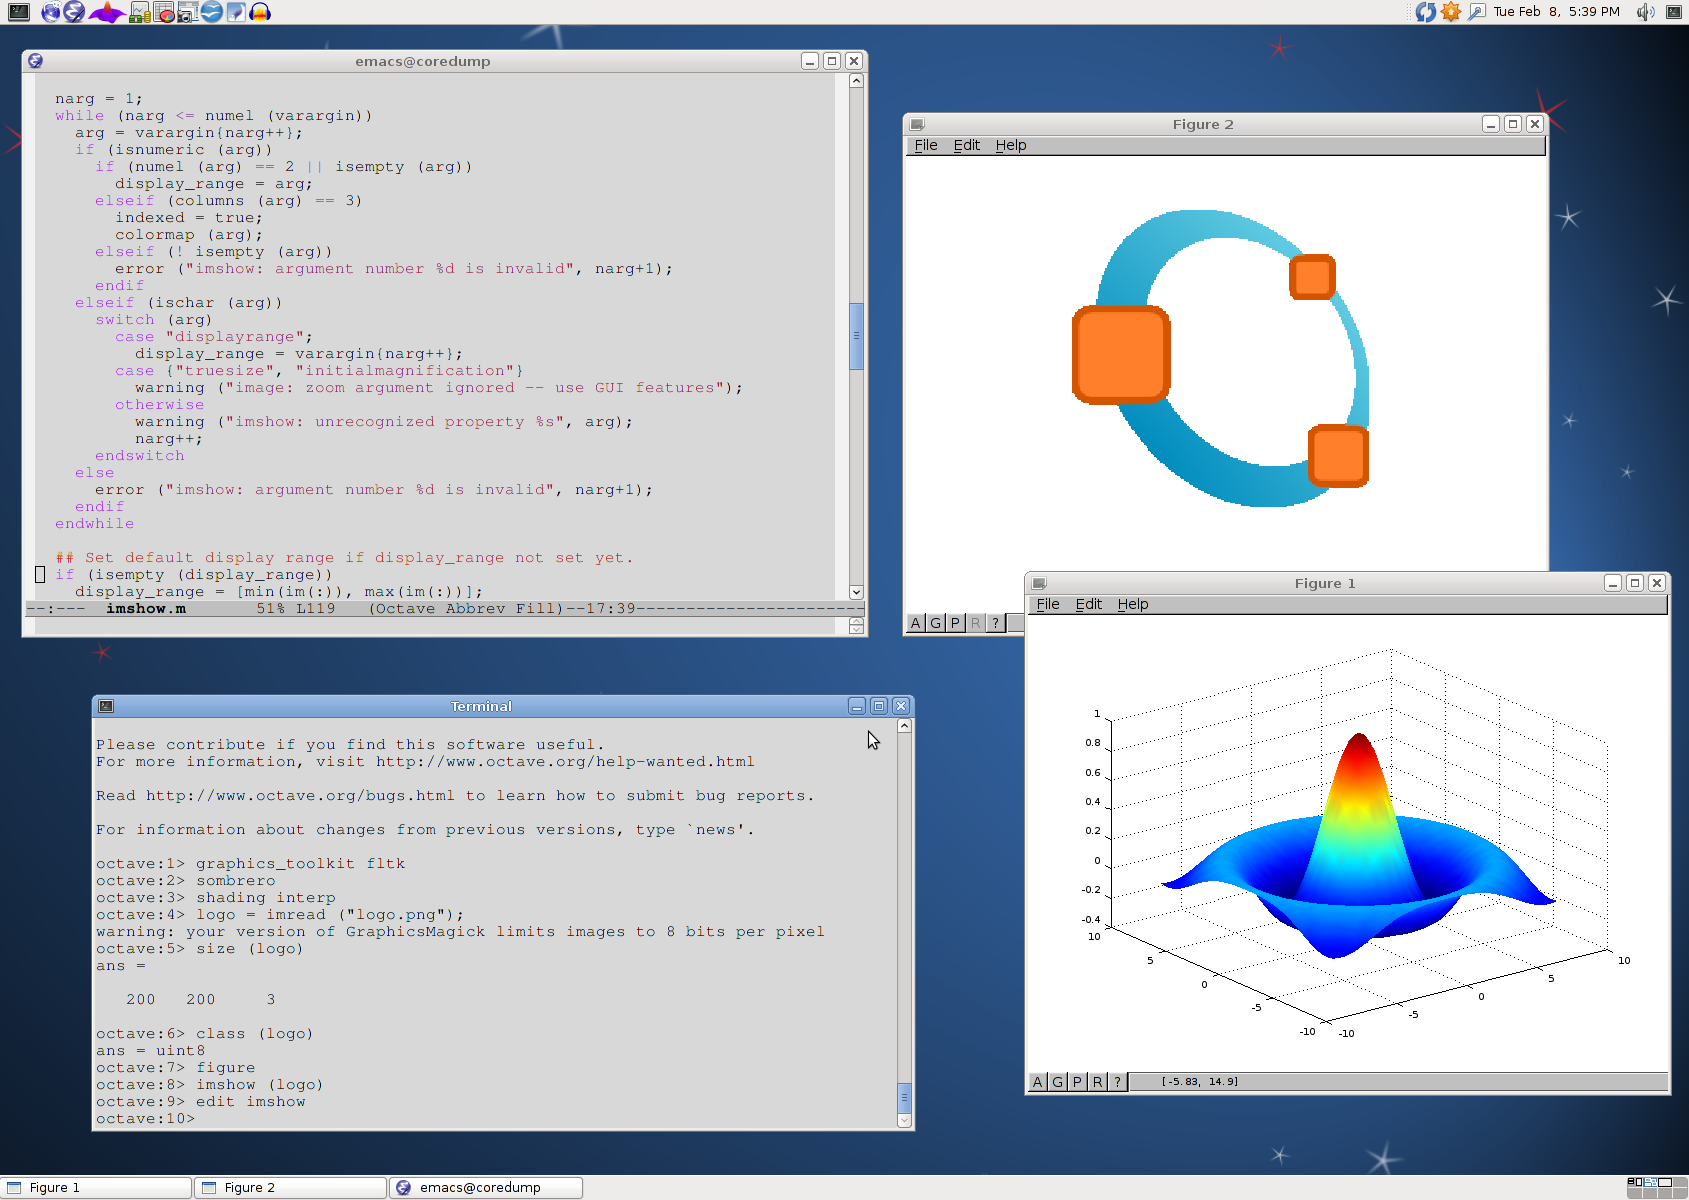 Tue Feb 8, 5:39 PM
emacs@coredump
narg = 1;
while (narg <= numel (varargin))
arg = varargin{narg++};
if (isnumeric (arg))
if (numel (arg) == 2 || isempty (arg))
display_range = arg;
elseif (columns (arg) == 3)
indexed = true;
colormap (arg);
elseif (! isempty (arg))
error ("imshow: argument number %d is invalid", narg+1);
endif
elseif (ischar (arg))
switch (arg)
case "displayrange";
display_range = varargin{narg++};
case {"truesize", "initialmagnification"}
warning ("image: zoom argument ignored -- use GUI features");
otherwise
warning ("imshow: unrecognized property %s", arg);
narg++;
endswitch
else
error ("imshow: argument number %d is invalid", narg+1);
endif
endwhile
## Set default display range if display_range not set yet.
if (isempty (display_range))
display_range = [min(im(:)), max(im(:))];
--:--- imshow.m 51% L119 (Octave Abbrev Fill)--17:39-----------------------
Figure 2
File Edit Help
A G P R ?
Figure 1
File Edit Help
1
0.8
0.6
0.4
0.2
0
-0.2
-0.4
10
5
0
-5
-10
-10
-5
0
5
10
A G P R ? [-5.83, 14.9]
Terminal
Please contribute if you find this software useful.
For more information, visit http://www.octave.org/help-wanted.html
Read http://www.octave.org/bugs.html to learn how to submit bug reports.
For information about changes from previous versions, type `news'.
octave:1> graphics_toolkit fltk
octave:2> sombrero
octave:3> shading interp
octave:4> logo = imread ("logo.png");
warning: your version of GraphicsMagick limits images to 8 bits per pixel
octave:5> size (logo)
ans =
200 200 3
octave:6> class (logo)
ans = uint8
octave:7> figure
octave:8> imshow (logo)
octave:9> edit imshow
octave:10>
Figure 1
Figure 2
emacs@coredump